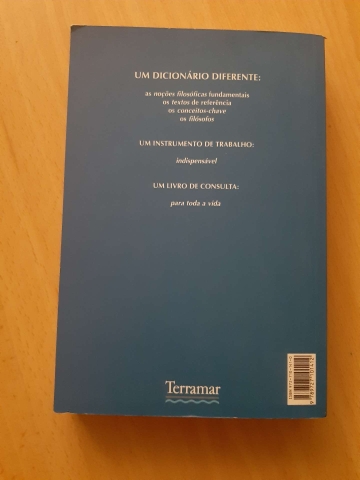 UM DICIONÁRIO DIFERENTE:
as noções filosóficas fundamentais
os textos de referência
os conceitos-chave
os filósofos
UM INSTRUMENTO DE TRABALHO:
indispensável
UM LIVRO DE CONSULTA:
para toda a vida
Terramar